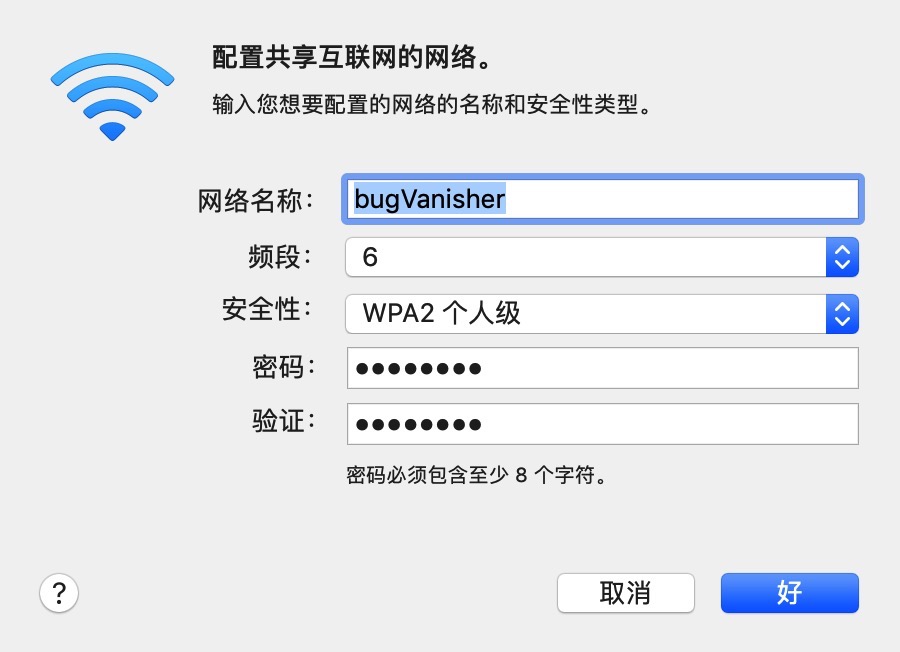 配置共享互联网的网络。
输入您想要配置的网络的名称和安全性类型。
网络名称： bugVanisher
频段： 6
安全性： WPA2 个人级
密码： ●●●●●●●●
验证： ●●●●●●●●
密码必须包含至少 8 个字符。
? 取消 好